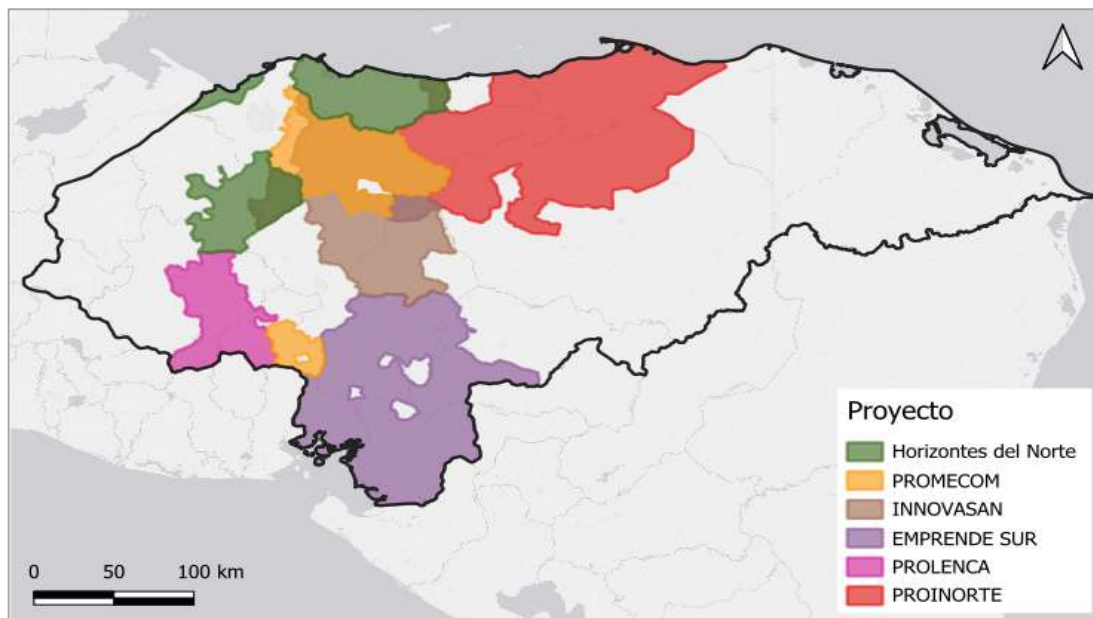 Proyecto
Horizontes del Norte
PROMECOM
INNOVASAN
EMPRENDE SUR
PROLENCA
PROINORTE
0 50 100 km